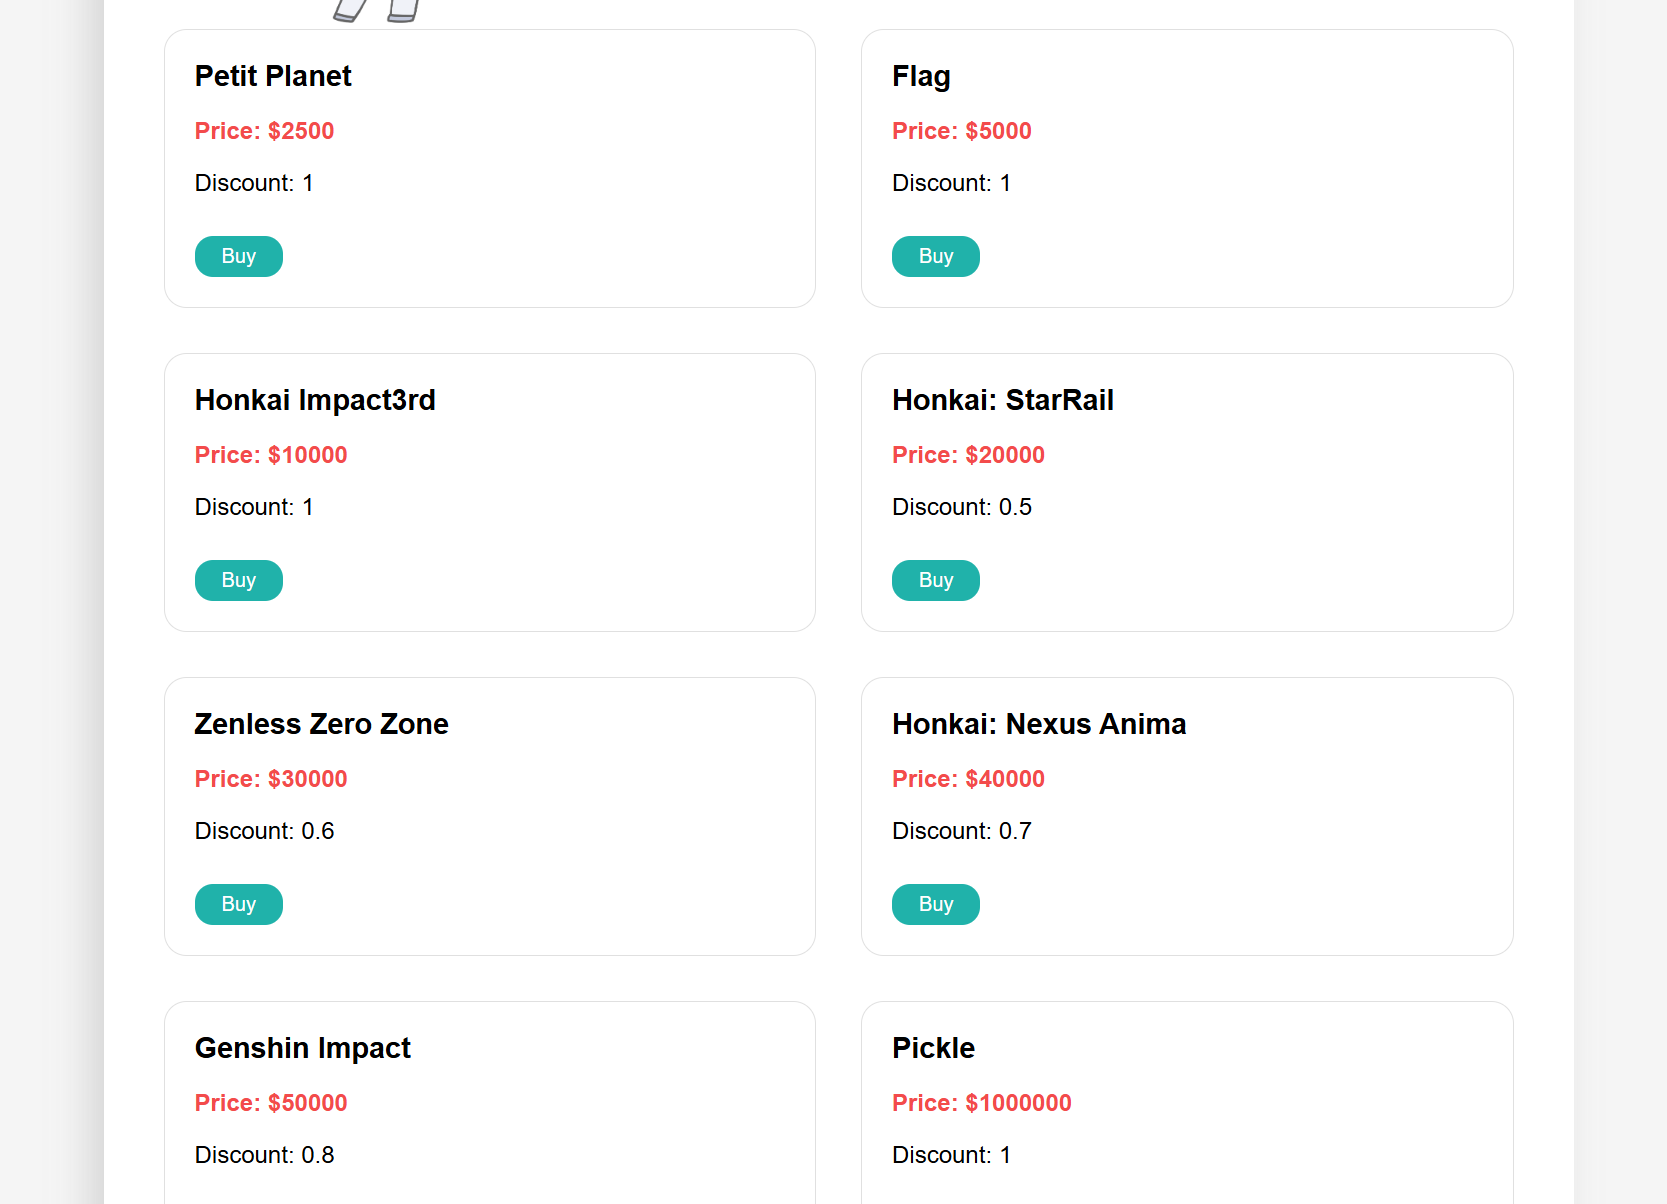 Petit Planet
Price: $2500
Discount: 1
Buy
Flag
Price: $5000
Discount: 1
Buy
Honkai Impact3rd
Price: $10000
Discount: 1
Buy
Honkai: StarRail
Price: $20000
Discount: 0.5
Buy
Zenless Zero Zone
Price: $30000
Discount: 0.6
Buy
Honkai: Nexus Anima
Price: $40000
Discount: 0.7
Buy
Genshin Impact
Price: $50000
Discount: 0.8
Pickle
Price: $1000000
Discount: 1